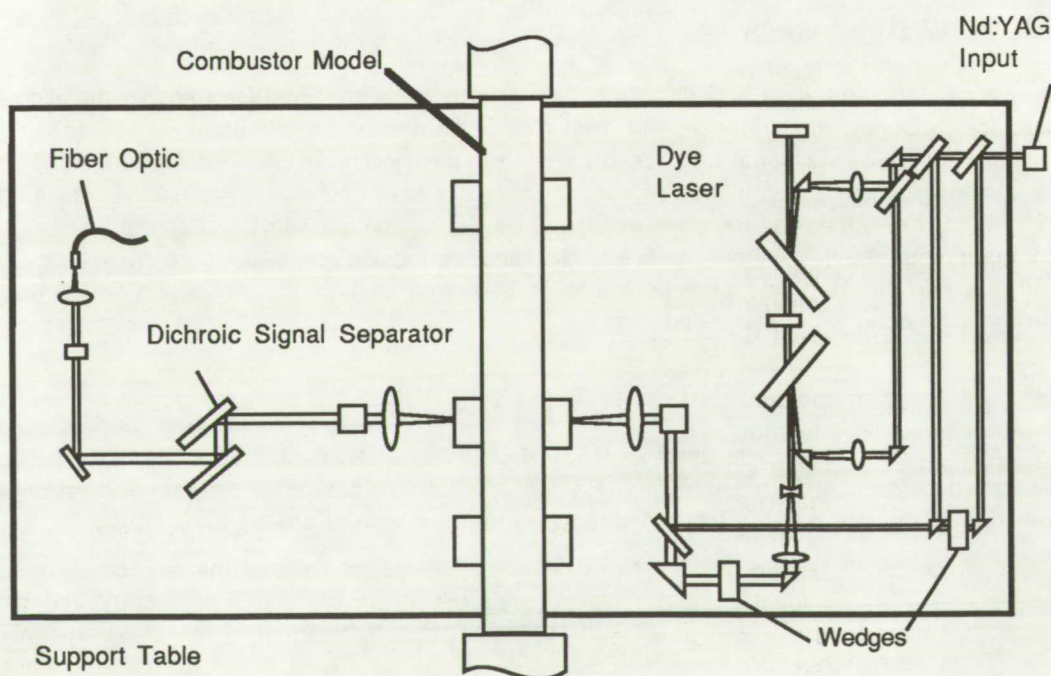 Nd:YAG
Input
Combustor Model
Fiber Optic
Dye
Laser
Dichroic Signal Separator
Wedges
Support Table